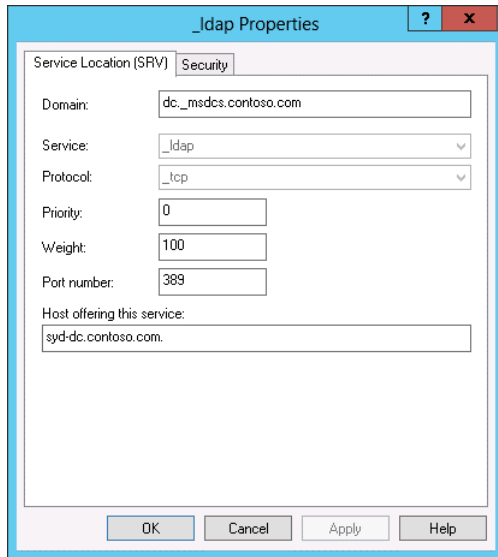 _ldap Properties
? x
Service Location (SRV) Security
Domain: dc._msdcs.contoso.com
Service: _ldap
Protocol: _tcp
Priority: 0
Weight: 100
Port number: 389
Host offering this service:
syd-dc.contoso.com.
OK Cancel Apply Help